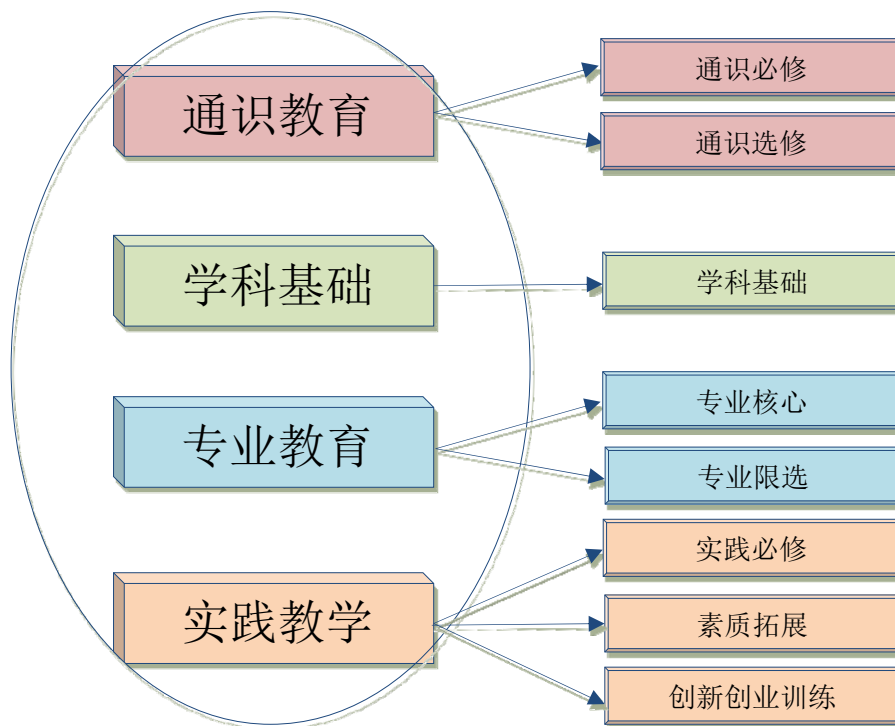 通识教育
通识必修
通识选修
学科基础
学科基础
专业教育
专业核心
专业限选
实践教学
实践必修
素质拓展
创新创业训练